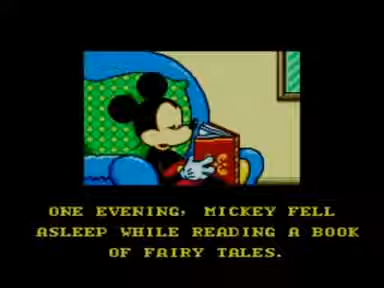 ONE EVENING, MICKEY FELL
ASLEEP WHILE READING A BOOK
OF FAIRY TALES.